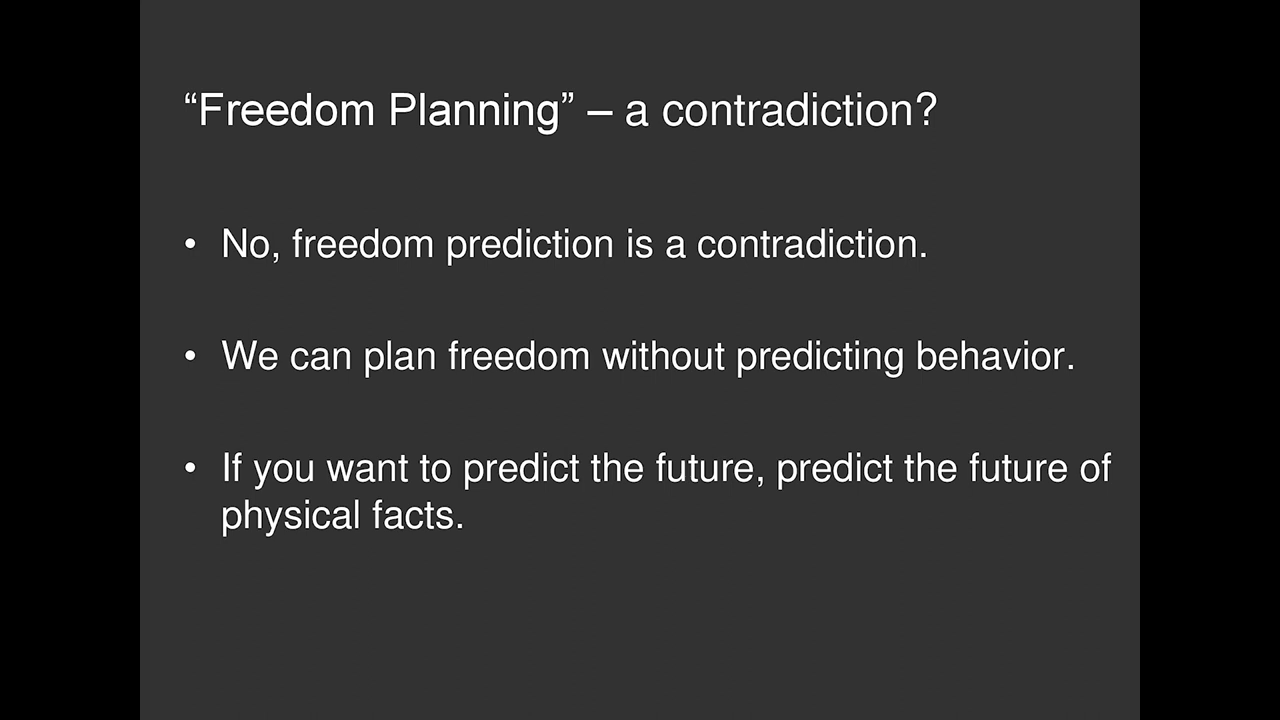 “Freedom Planning” – a contradiction?
• No, freedom prediction is a contradiction.
• We can plan freedom without predicting behavior.
• If you want to predict the future, predict the future of
physical facts.